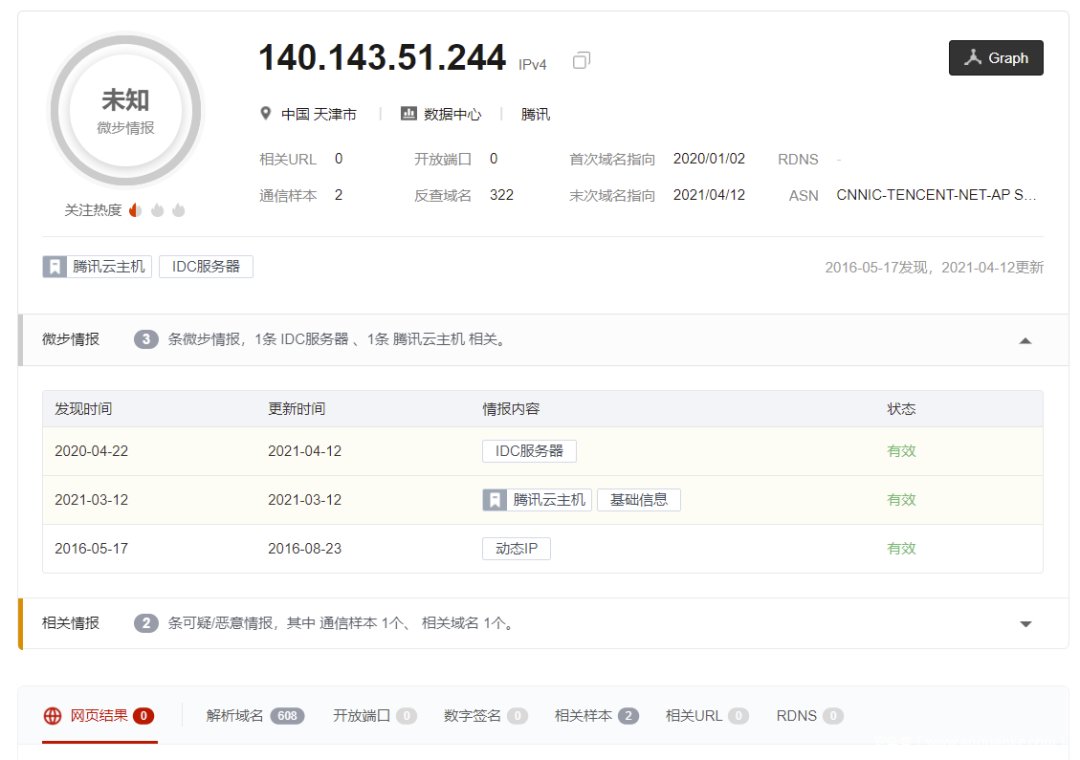 未知
微步情报
关注热度
140.143.51.244 IPv4
Graph
中国 天津市 数据中心 腾讯
相关URL 0 开放端口 0 首次域名指向 2020/01/02 RDNS -
通信样本 2 反查域名 322 末次域名指向 2021/04/12 ASN CNNIC-TENCENT-NET-AP S...
腾讯云主机 IDC服务器 2016-05-17发现，2021-04-12更新
微步情报 3 条微步情报，1条 IDC服务器 、1条 腾讯云主机 相关。
发现时间 更新时间 情报内容 状态
2020-04-22 2021-04-12 IDC服务器 有效
2021-03-12 2021-03-12 腾讯云主机 基础信息 有效
2016-05-17 2016-08-23 动态IP 有效
相关情报 2 条可疑/恶意情报，其中 通信样本 1个、 相关域名 1个。
网页结果 0 解析域名 608 开放端口 0 数字签名 0 相关样本 2 相关URL 0 RDNS 0